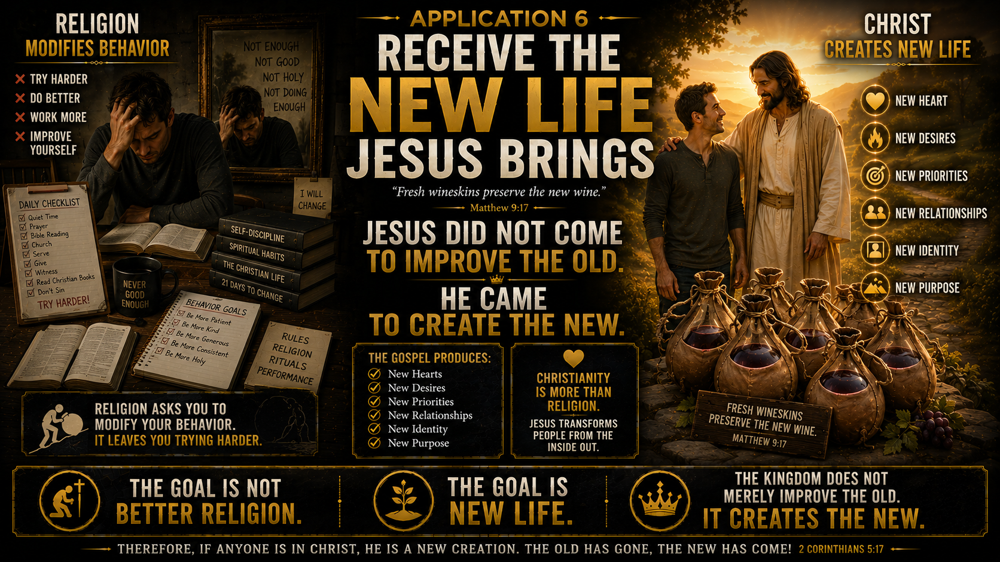 RELIGION
MODIFIES BEHAVIOR
TRY HARDER
DO BETTER
WORK MORE
IMPROVE
YOURSELF
NOT ENOUGH
NOT GOOD
NOT HOLY
NOT DOING
ENOUGH
I WILL
CHANGE
DAILY CHECKLIST
Quiet Time
Prayer
Bible Reading
Church
Serve
Give
Witness
Read Christian Books
Don't Sin
TRY HARDER!
NEVER
GOOD
ENOUGH
SELF-DISCIPLINE
SPIRITUAL HABITS
THE CHRISTIAN LIFE
21 DAYS TO CHANGE
BEHAVIOR GOALS
Be More Patient
Be More Kind
Be More Generous
Be More Consistent
Be More Holy
RULES
RELIGION
RITUALS
PERFORMANCE
RELIGION ASKS YOU TO
MODIFY YOUR BEHAVIOR.
IT LEAVES YOU TRYING HARDER.
APPLICATION 6
RECEIVE THE
NEW LIFE
JESUS BRINGS
“Fresh wineskins preserve the new wine.”
Matthew 9:17
JESUS DID NOT COME
TO IMPROVE THE OLD.
HE CAME
TO CREATE THE NEW.
THE GOSPEL PRODUCES:
New Hearts
New Desires
New Priorities
New Relationships
New Identity
New Purpose
CHRISTIANITY
IS MORE THAN
RELIGION.
JESUS TRANSFORMS
PEOPLE FROM THE
INSIDE OUT.
CHRIST
CREATES NEW LIFE
NEW HEART
NEW DESIRES
NEW PRIORITIES
NEW RELATIONSHIPS
NEW IDENTITY
NEW PURPOSE
FRESH WINESKINS
PRESERVE THE NEW WINE.
MATTHEW 9:17
THE GOAL IS NOT
BETTER RELIGION.
THE GOAL IS
NEW LIFE.
THE KINGDOM DOES NOT
MERELY IMPROVE THE OLD.
IT CREATES THE NEW.
THEREFORE, IF ANYONE IS IN CHRIST, HE IS A NEW CREATION. THE OLD HAS GONE, THE NEW HAS COME! 2 CORINTHIANS 5:17